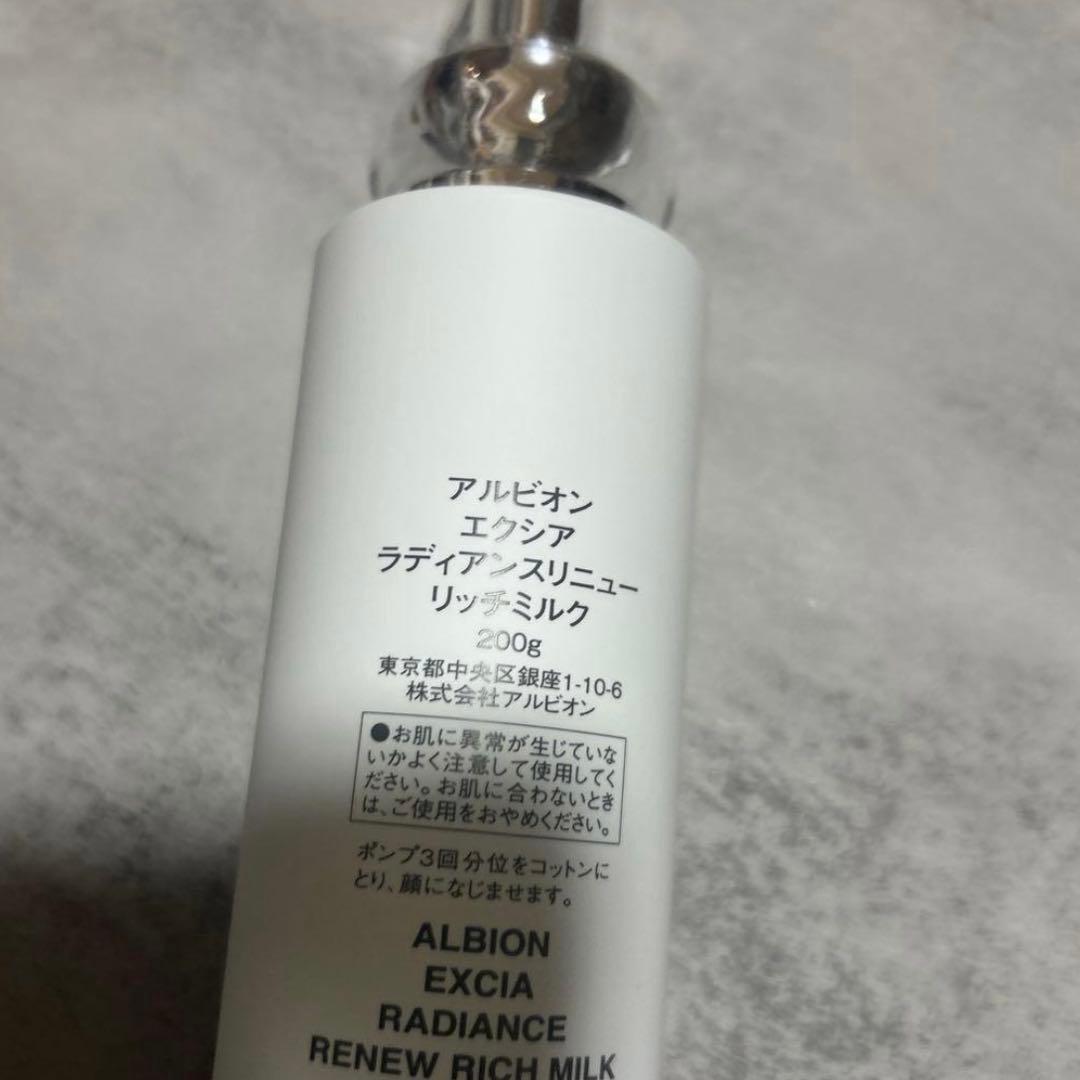 アルビオン
エクシア
ラディアンスリニュー
リッチミルク
200g
東京都中央区銀座1-10-6
株式会社アルビオン
●お肌に異常が生じていな
いかよく注意して使用してく
ださい。お肌に合わないとき
は、ご使用をおやめください。
ポンプ3回分位をコットンに
とり、顔になじませます。
ALBION
EXCIA
RADIANCE
RENEW RICH MILK